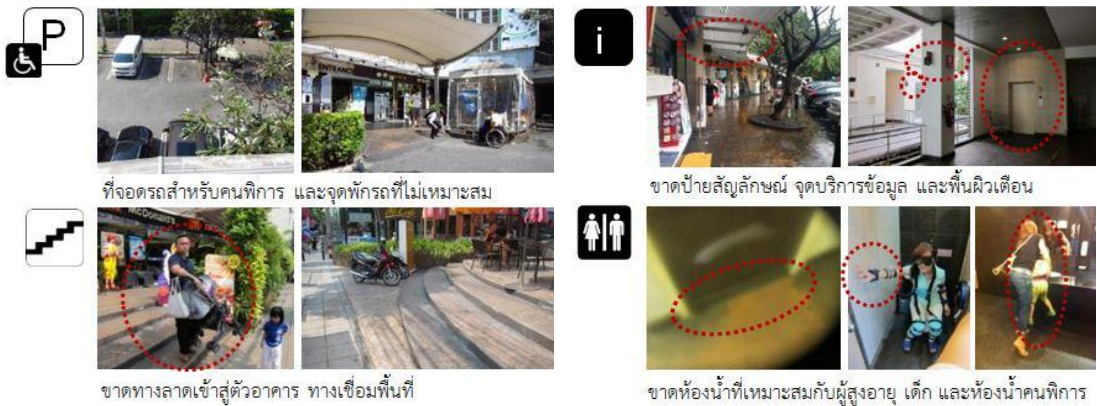 P
ENTRANCE
i
ที่จอดรถสำหรับคนพิการ และจุดพักรถที่ไม่เหมาะสม
ขาดป้ายสัญลักษณ์ จุดบริการข้อมูล และพื้นผิวเตือน
McDonald's
ขาดทางลาดเข้าสู่ตัวอาคาร ทางเชื่อมพื้นที่
ขาดห้องน้ำที่เหมาะสมกับผู้สูงอายุ เด็ก และห้องน้ำคนพิการ